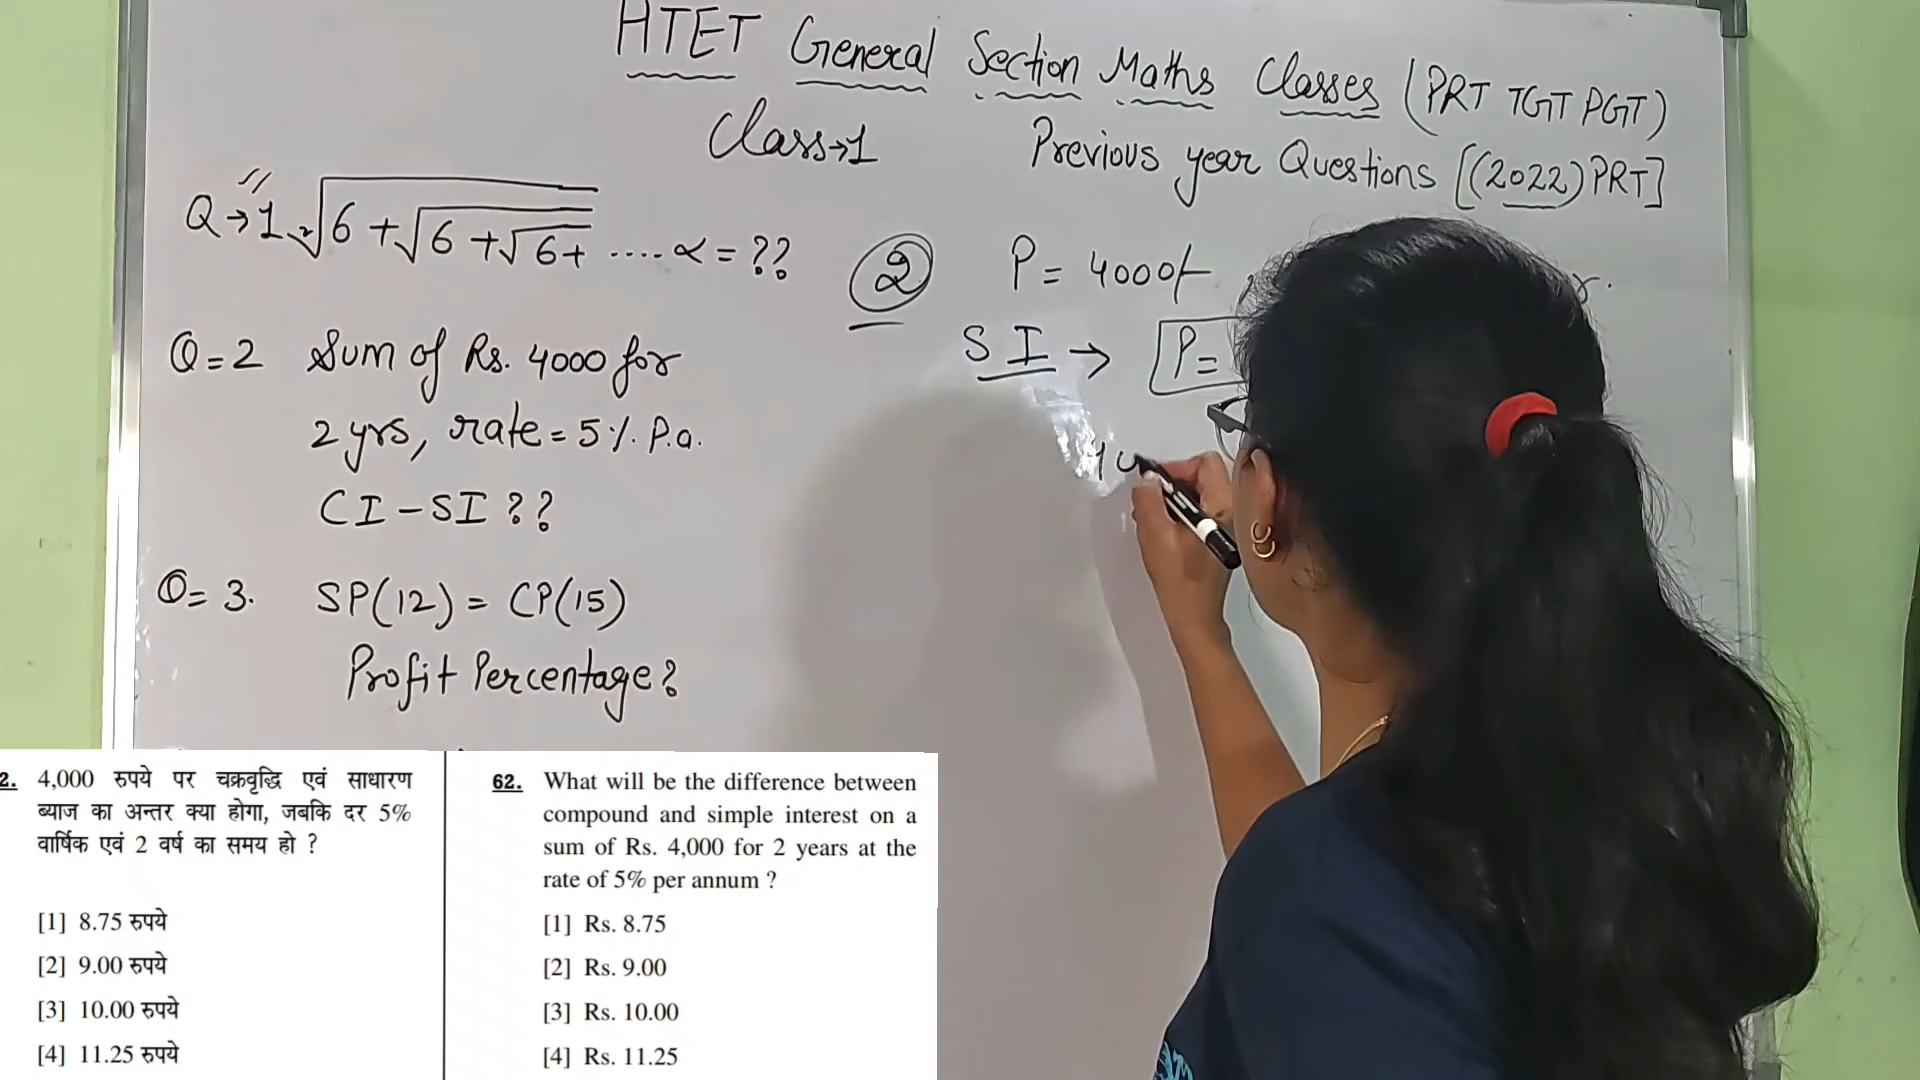 HTET General Section Maths Classes (PRT TGT PGT)
Class→1
Previous year Questions [(2022) PRT]
Q→1. ²√6 + √6 + √6+ .... ∝ = ??
Q=2 Sum of Rs. 4000 for
2 yrs, rate = 5%. P.a.
CI – SI ??
Q= 3. SP(12) = CP(15)
Profit Percentage?
② P = 4000/-
SI → P=
2. 4,000 रुपये पर चक्रवृद्धि एवं साधारण
ब्याज का अन्तर क्या होगा, जबकि दर 5%
वार्षिक एवं 2 वर्ष का समय हो ?
[1] 8.75 रुपये
[2] 9.00 रुपये
[3] 10.00 रुपये
[4] 11.25 रुपये
62. What will be the difference between
compound and simple interest on a
sum of Rs. 4,000 for 2 years at the
rate of 5% per annum ?
[1] Rs. 8.75
[2] Rs. 9.00
[3] Rs. 10.00
[4] Rs. 11.25